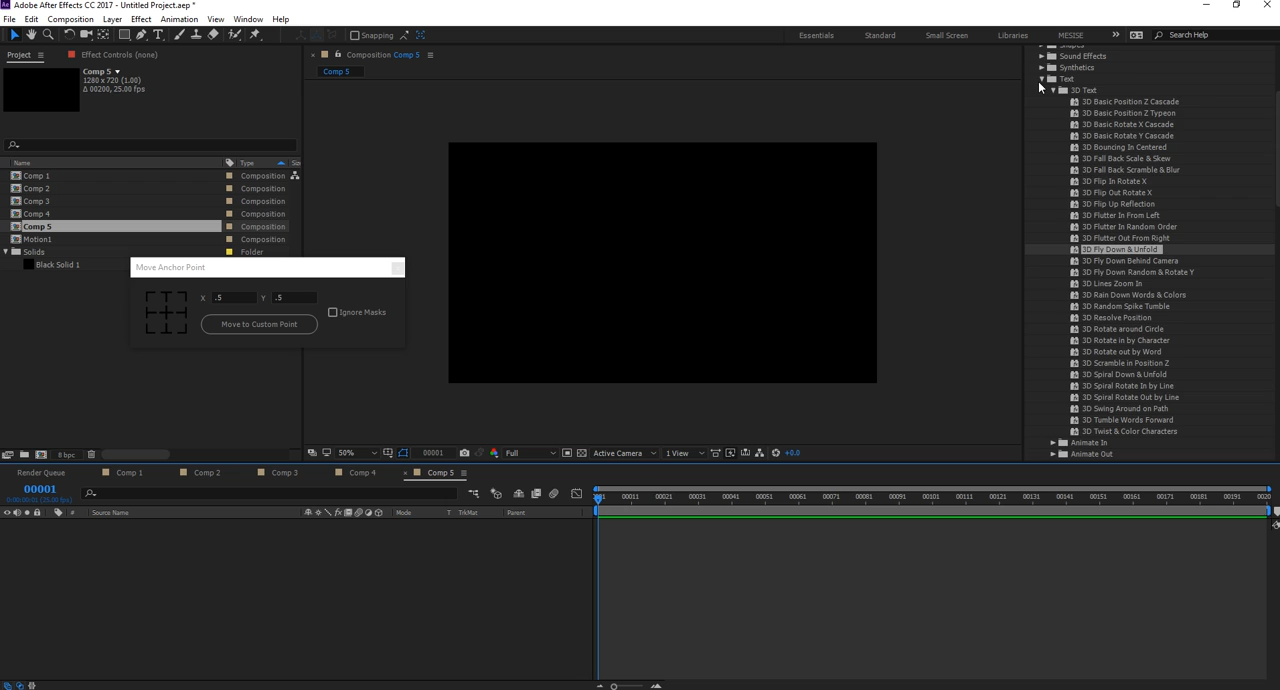 Adobe After Effects CC 2017 - Untitled Project.aep *
File Edit Composition Layer Effect Animation View Window Help
Snapping
Essentials Standard Small Screen Libraries MESISE Search Help
Project Effect Controls (none)
Composition Comp 5
Comp 5
Comp 5
1280 x 720 (1.00)
Δ 00200, 25.00 fps
Name Type
Comp 1 Composition
Comp 2 Composition
Comp 3 Composition
Comp 4 Composition
Comp 5 Composition
Motion1 Composition
Solids Folder
Black Solid 1
Move Anchor Point
X .5 Y .5
Ignore Masks
Move to Custom Point
Sound Effects
Synthetics
Text
3D Text
3D Basic Position Z Cascade
3D Basic Position Z Typeon
3D Basic Rotate X Cascade
3D Basic Rotate Y Cascade
3D Bouncing In Centered
3D Fall Back Scale & Skew
3D Fall Back Scramble & Blur
3D Flip In Rotate X
3D Flip Out Rotate X
3D Flip Up Reflection
3D Flutter In From Left
3D Flutter In Random Order
3D Flutter Out From Right
3D Fly Down & Unfold
3D Fly Down Behind Camera
3D Fly Down Random & Rotate Y
3D Lines Zoom In
3D Rain Down Words & Colors
3D Random Spike Tumble
3D Resolve Position
3D Rotate around Circle
3D Rotate in by Character
3D Rotate out by Word
3D Scramble in Position Z
3D Spiral Down & Unfold
3D Spiral Rotate In by Line
3D Spiral Rotate Out by Line
3D Swing Around on Path
3D Tumble Words Forward
3D Twist & Color Characters
Animate In
Animate Out
8 bpc
50% 00001 Full Active Camera 1 View +0.0
Render Queue Comp 1 Comp 2 Comp 3 Comp 4 Comp 5
00001
0:00:00:01 (25.00 fps)
# Source Name Mode T TrkMat Parent
00011 00021 00031 00041 00051 00061 00071 00081 00091 00101 00111 00121 00131 00141 00151 00161 00171 00181 00191